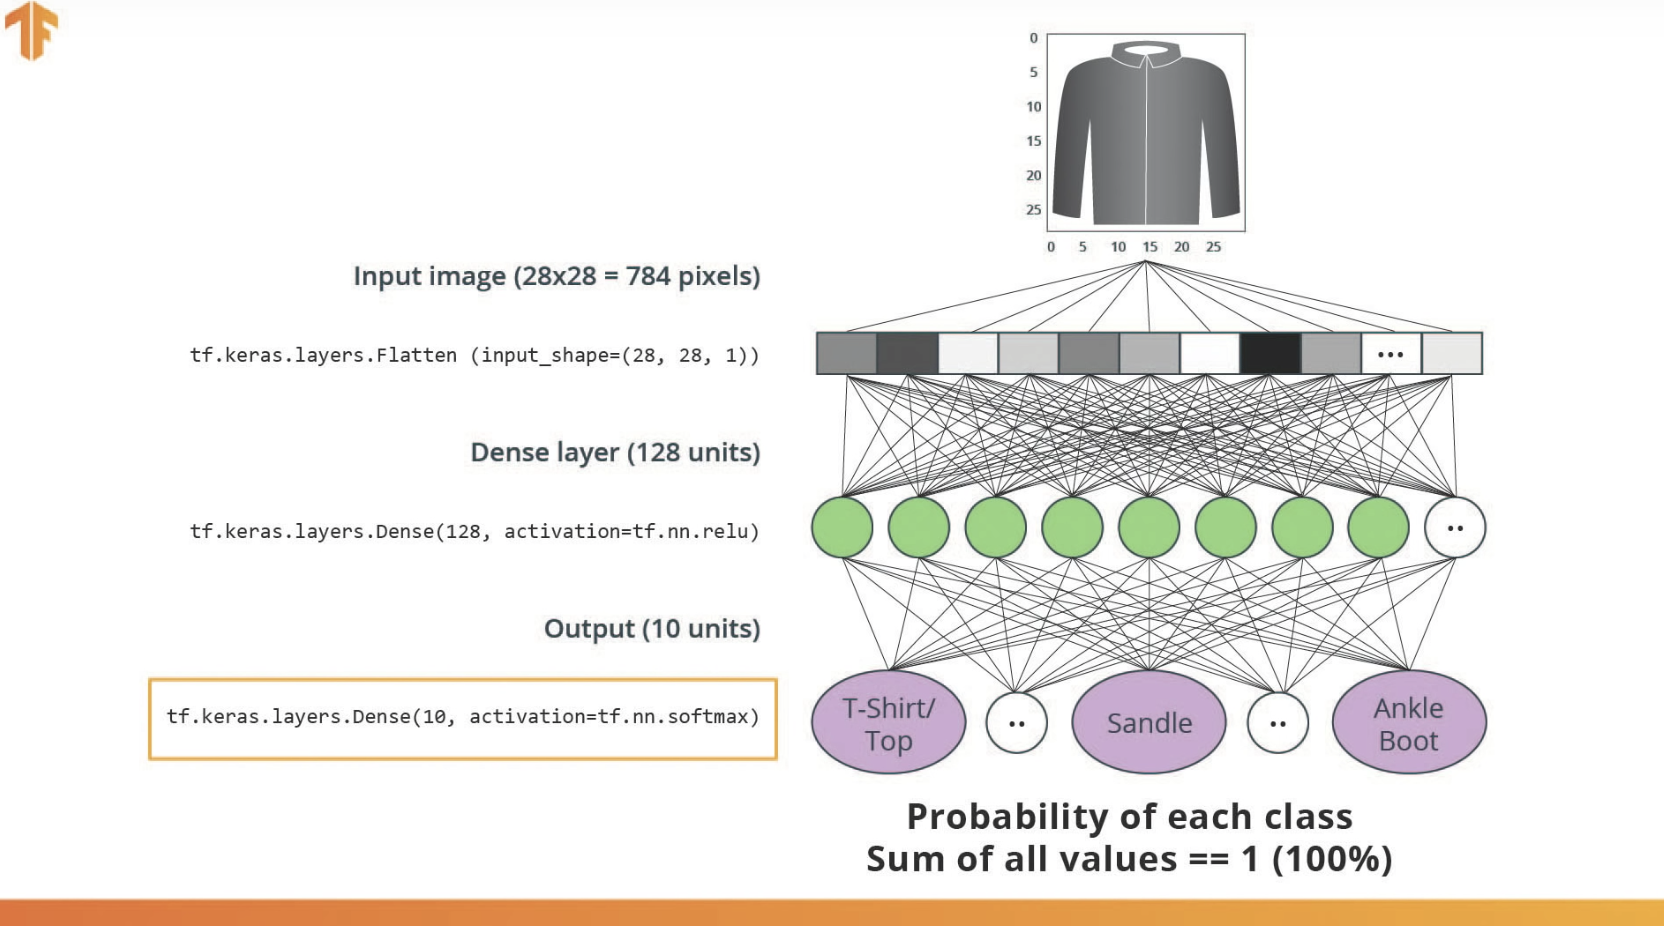 TF
0
5
10
15
20
25
0 5 10 15 20 25
Input image (28x28 = 784 pixels)
tf.keras.layers.Flatten (input_shape=(28, 28, 1))
...
Dense layer (128 units)
tf.keras.layers.Dense(128, activation=tf.nn.relu)
..
Output (10 units)
tf.keras.layers.Dense(10, activation=tf.nn.softmax)
T-Shirt/
Top
..
Sandle
..
Ankle
Boot
Probability of each class
Sum of all values == 1 (100%)